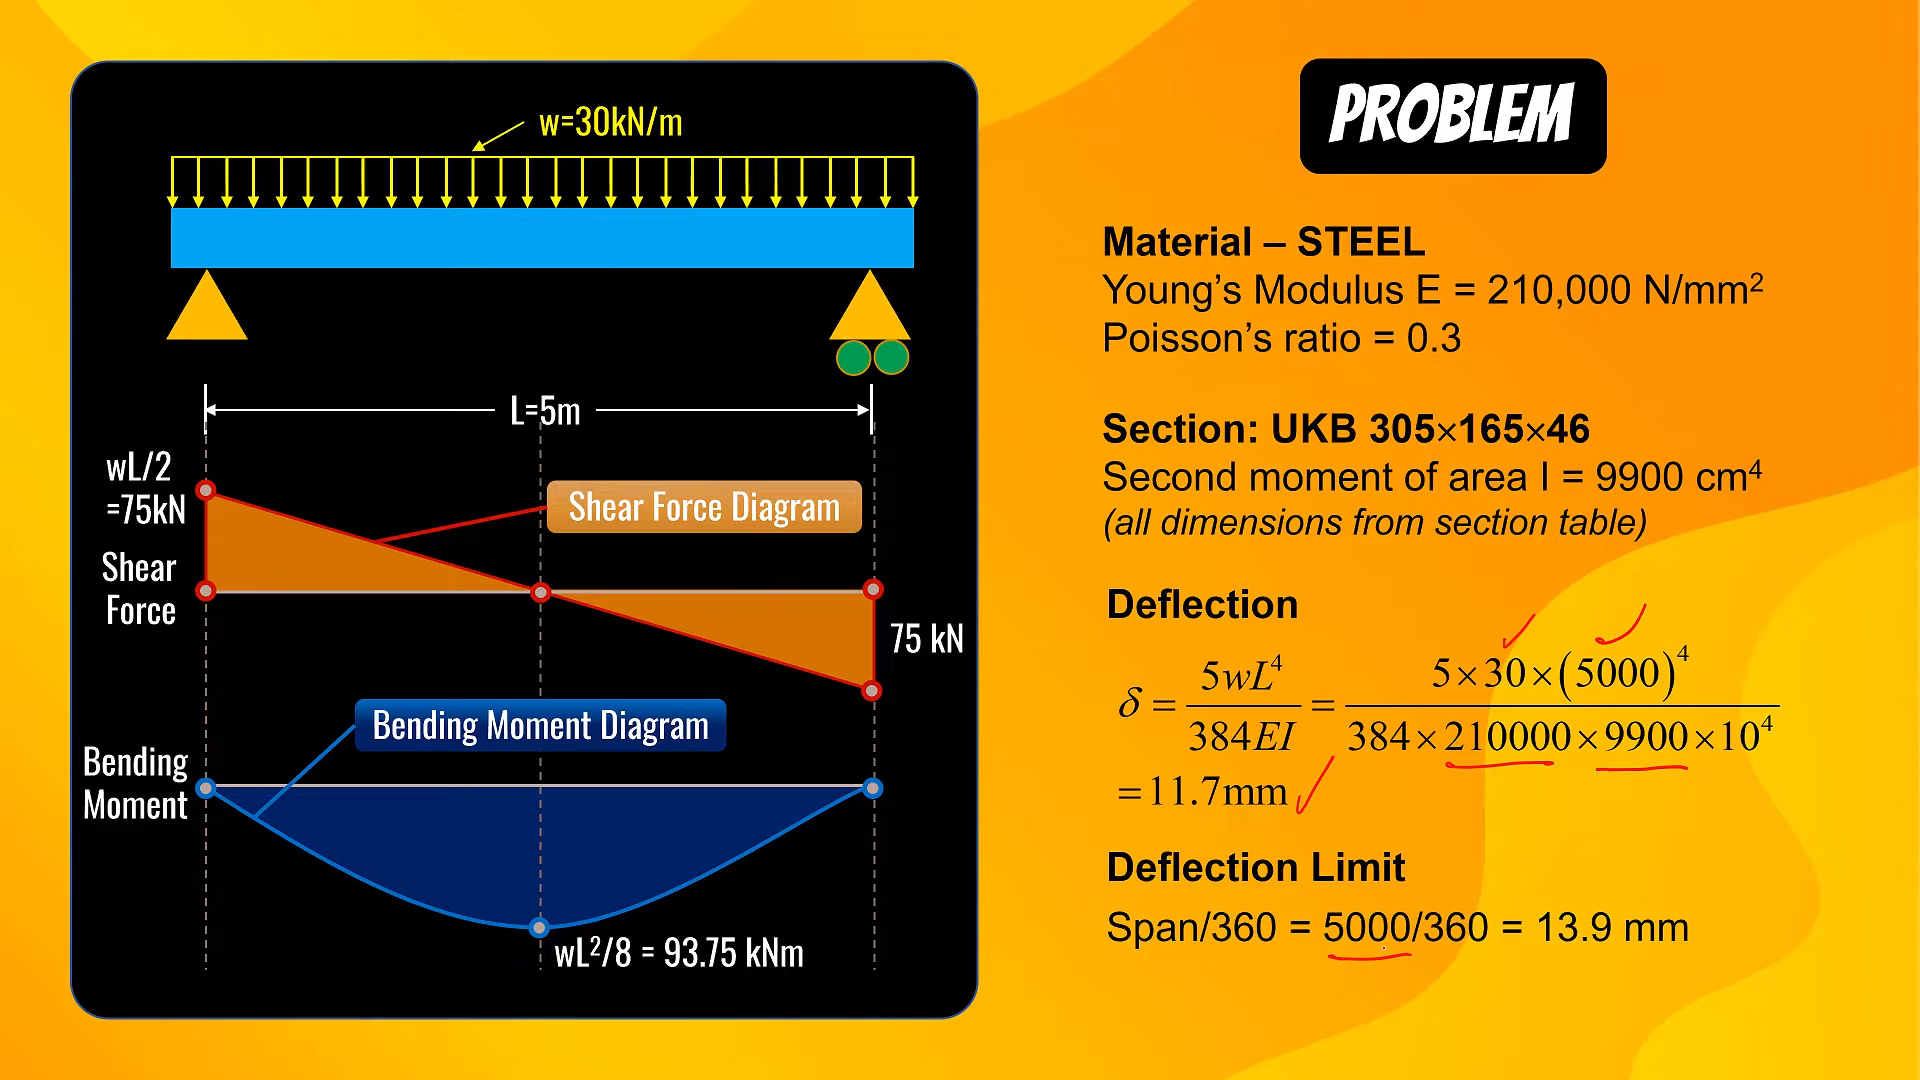 w=30kN/m
L=5m
wL/2
=75kN
Shear Force Diagram
Shear
Force
75 kN
Bending Moment Diagram
Bending
Moment
wL²/8 = 93.75 kNm
PROBLEM
Material – STEEL
Young’s Modulus E = 210,000 N/mm²
Poisson’s ratio = 0.3
Section: UKB 305×165×46
Second moment of area I = 9900 cm⁴
(all dimensions from section table)
Deflection
δ = 5wL⁴ / 384EI = 5×30×(5000)⁴ / 384×210000×9900×10⁴
=11.7mm
Deflection Limit
Span/360 = 5000/360 = 13.9 mm